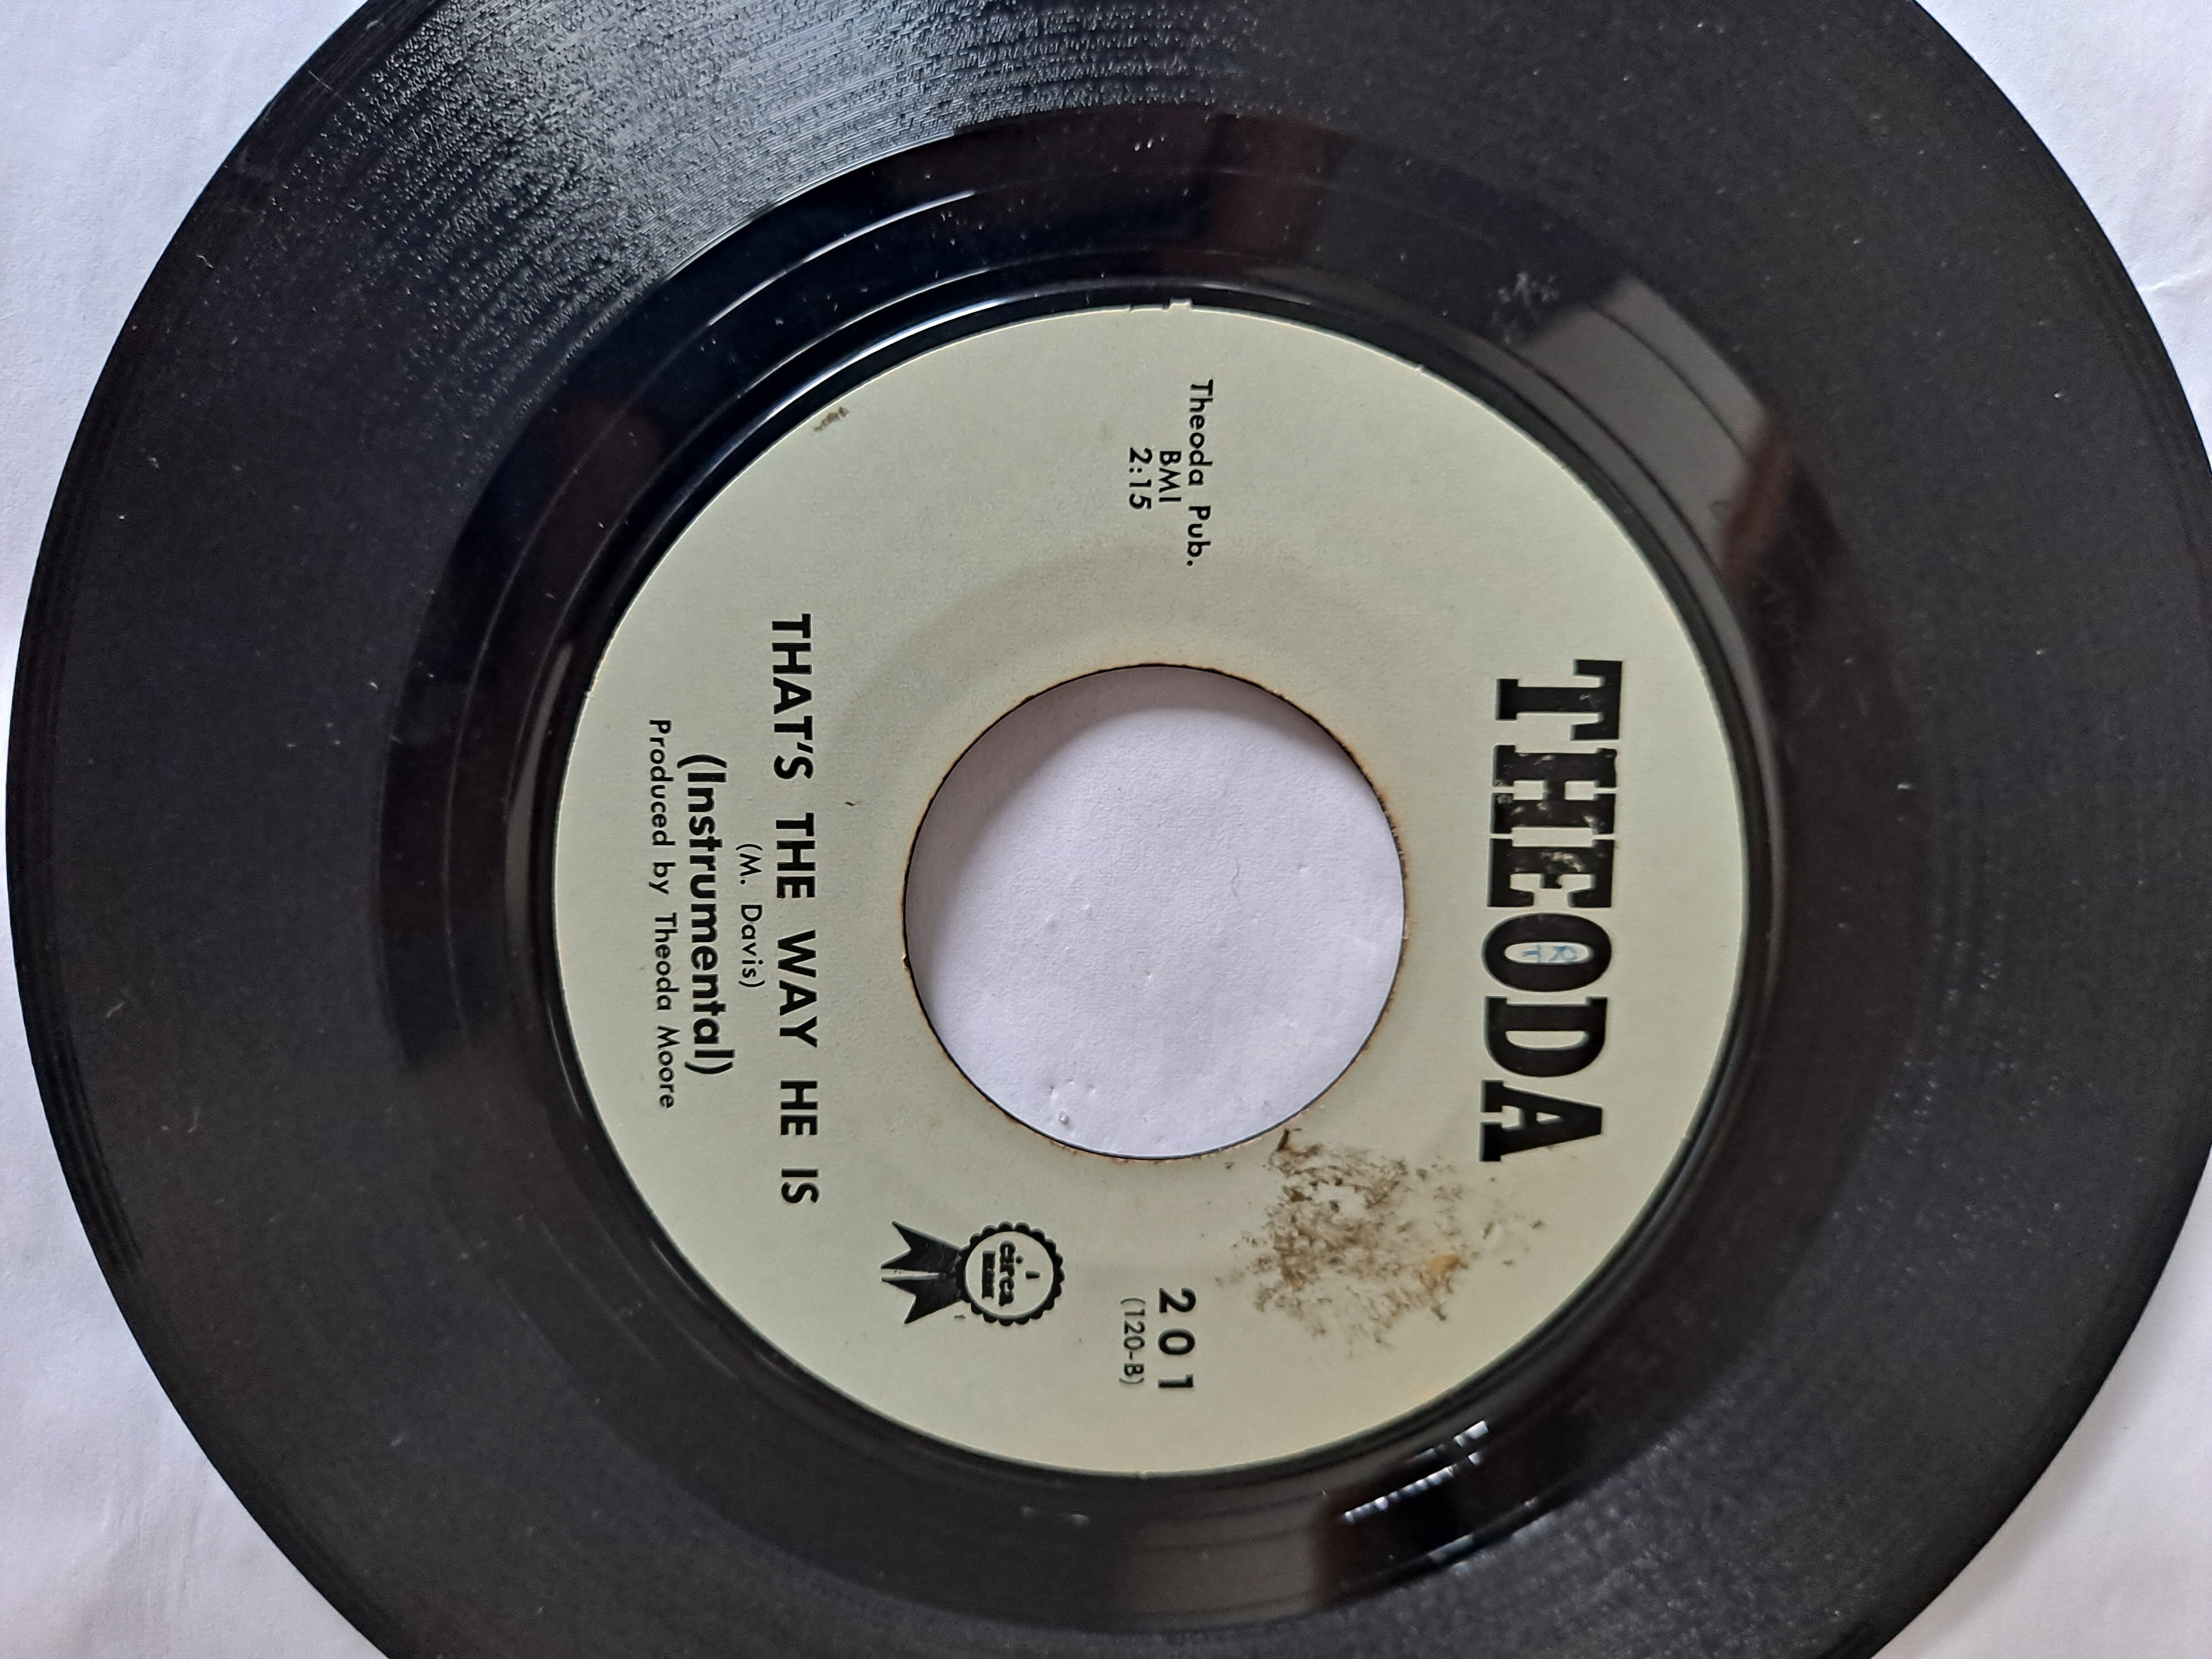 THEODA
Theoda Pub.
BMI
2:15
201
(120-B)
circa
THAT'S THE WAY HE IS
(M. Davis)
(Instrumental)
Produced by Theoda Moore